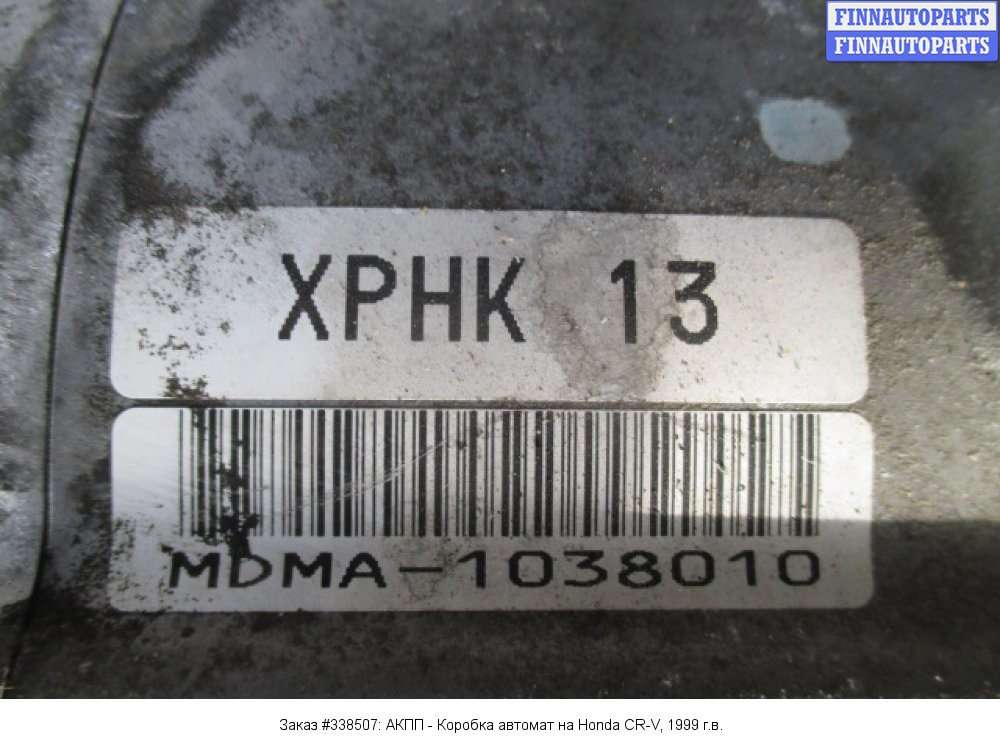 FINNAUTOPARTS
FINNAUTOPARTS
XPHK 13
MDMA-1038010
Заказ #338507: АКПП - Коробка автомат на Honda CR-V, 1999 г.в.